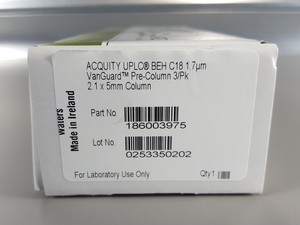 ACQUITY UPLC® BEH C18 1.7µm
VanGuard™ Pre-Column 3/Pk
2.1 x 5mm Column
Part No.
186003975
Lot No.
0253350202
For Laboratory Use Only
Qty 1
waters
Made in Ireland